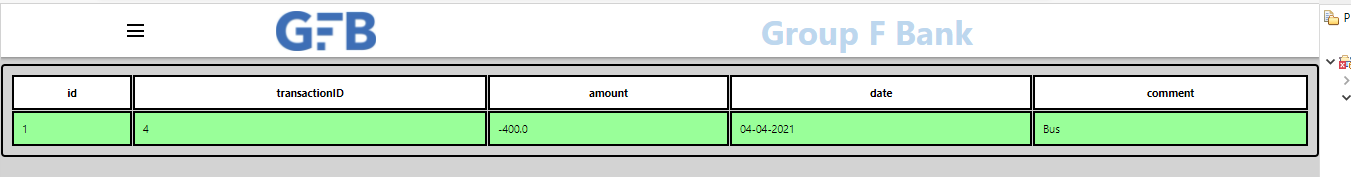 GFB Group F Bank P
id transactionID amount date comment
1 4 -400.0 04-04-2021 Bus